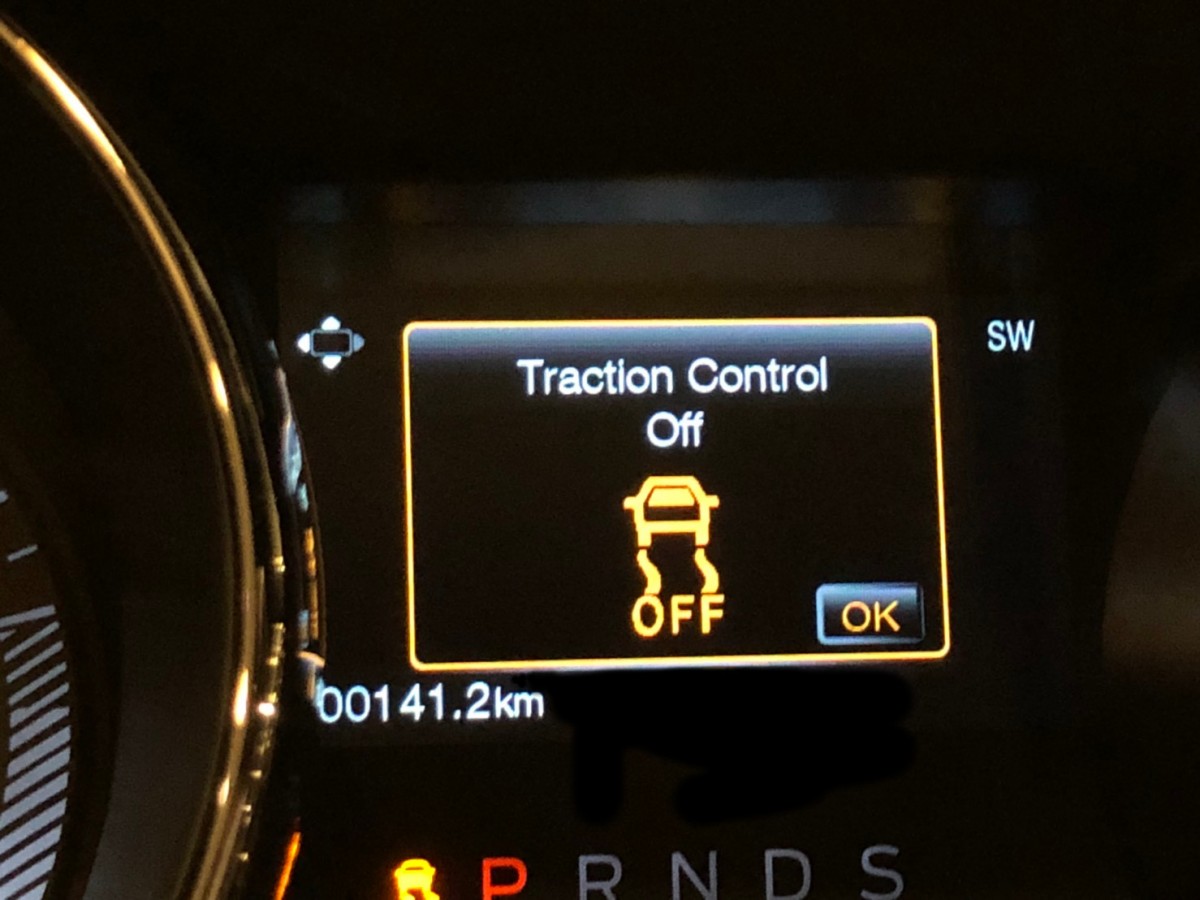 SW
Traction Control
Off
OFF
OK
00141.2km
P R N D S